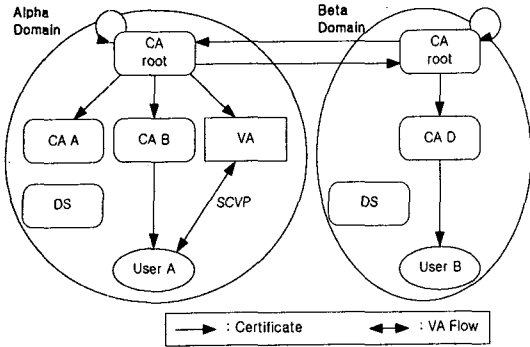 Alpha
Domain
CA
root
CA A
CA B
VA
DS
SCVP
User A
Beta
Domain
CA
root
CA D
DS
User B
: Certificate
: VA Flow